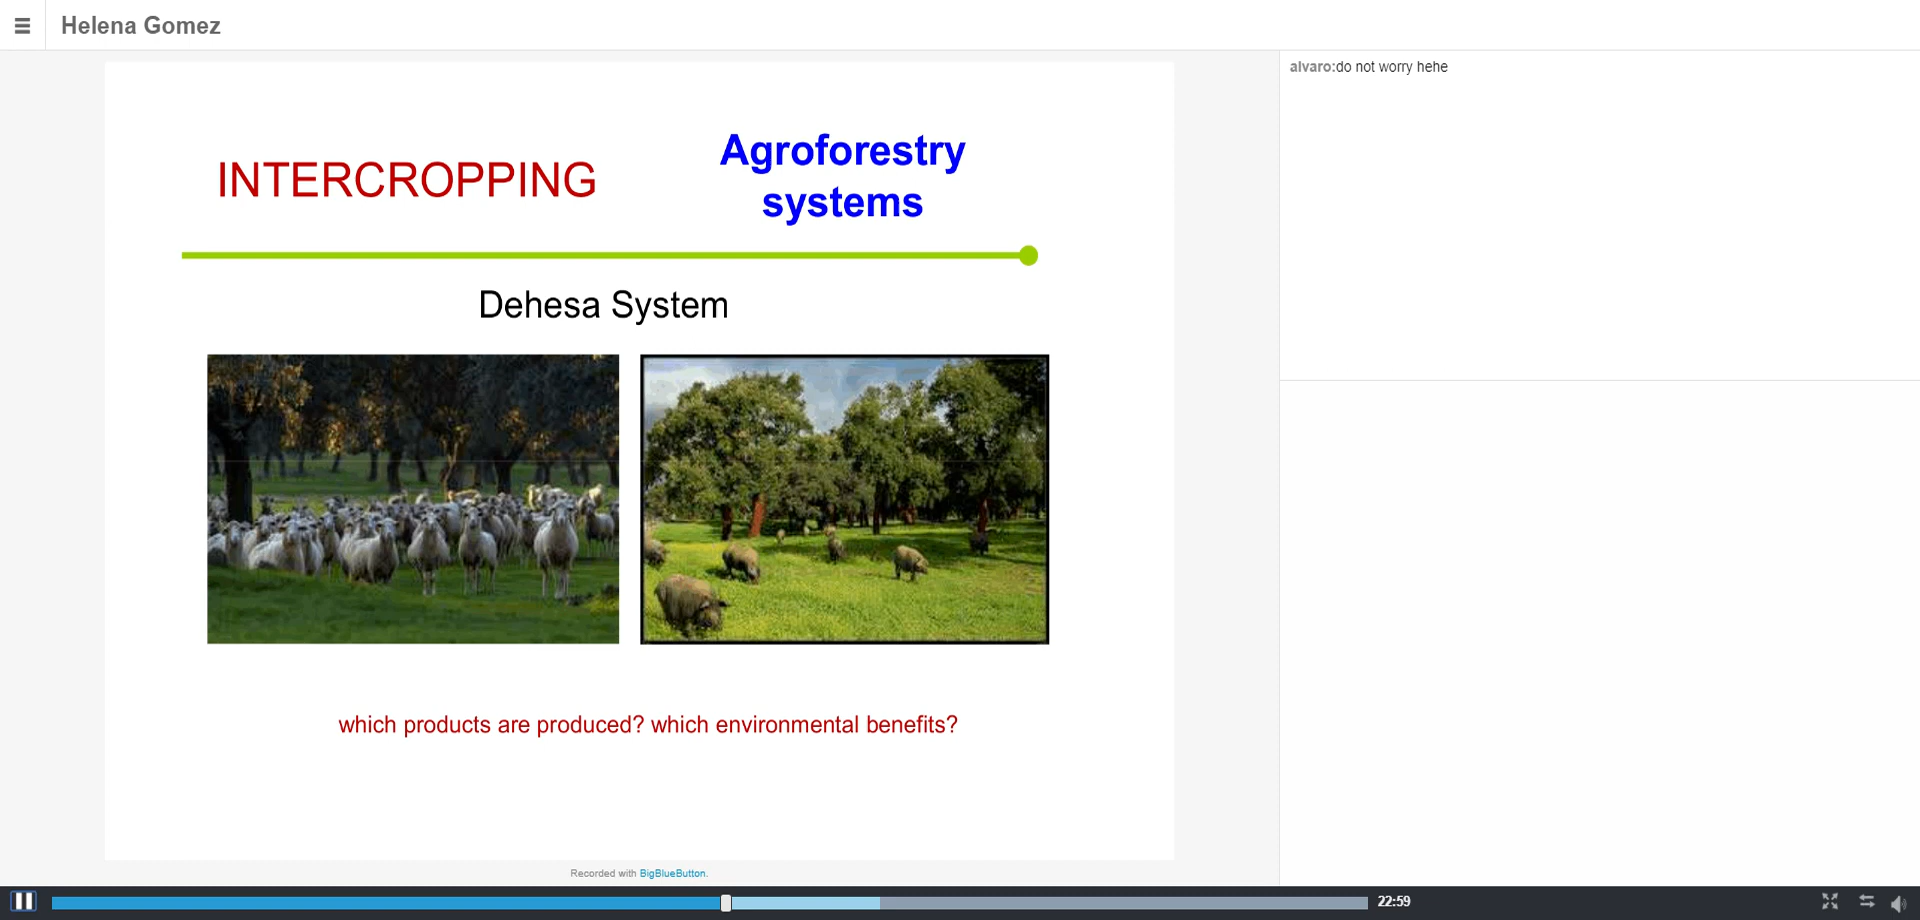 Helena Gomez
alvaro:do not worry hehe
INTERCROPPING
Agroforestry
systems
Dehesa System
which products are produced? which environmental benefits?
Recorded with BigBlueButton.
22:59